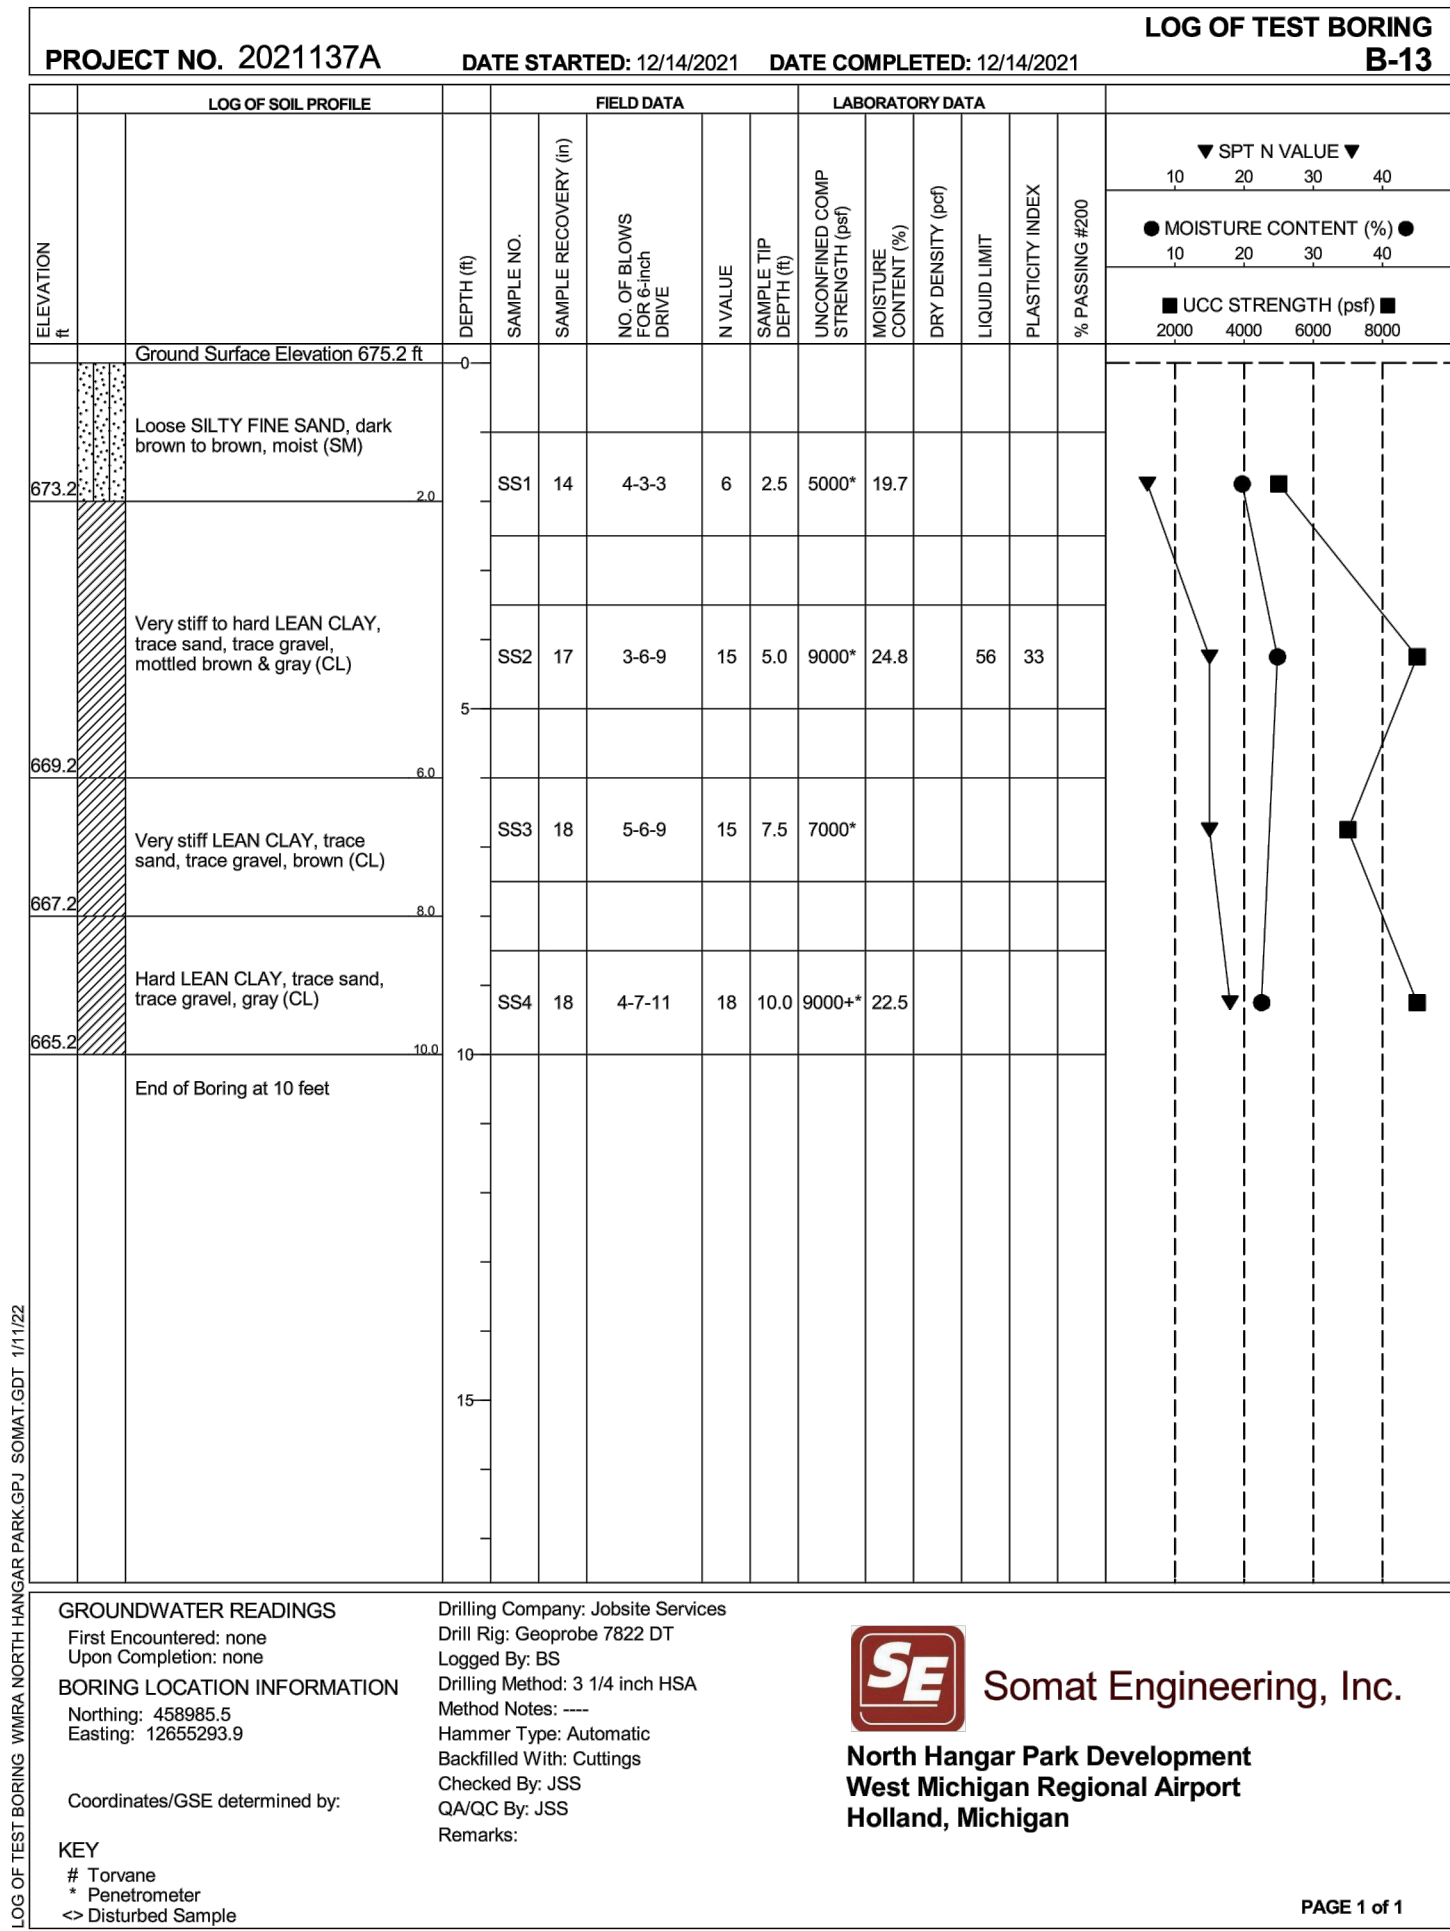 LOG OF TEST BORING
PROJECT NO. 2021137A DATE STARTED: 12/14/2021 DATE COMPLETED: 12/14/2021 B-13
LOG OF SOIL PROFILE FIELD DATA LABORATORY DATA
ELEVATION
ft
DEPTH (ft)
SAMPLE NO.
SAMPLE RECOVERY (in)
NO. OF BLOWS
FOR 6-inch
DRIVE
N VALUE
SAMPLE TIP
DEPTH (ft)
UNCONFINED COMP
STRENGTH (psf)
MOISTURE
CONTENT (%)
DRY DENSITY (pcf)
LIQUID LIMIT
PLASTICITY INDEX
% PASSING #200
▼ SPT N VALUE ▼
10 20 30 40
● MOISTURE CONTENT (%) ●
10 20 30 40
■ UCC STRENGTH (psf) ■
2000 4000 6000 8000
Ground Surface Elevation 675.2 ft
0
Loose SILTY FINE SAND, dark
brown to brown, moist (SM)
673.2 2.0
SS1 14 4-3-3 6 2.5 5000* 19.7
Very stiff to hard LEAN CLAY,
trace sand, trace gravel,
mottled brown & gray (CL)
SS2 17 3-6-9 15 5.0 9000* 24.8 56 33
5
669.2 6.0
Very stiff LEAN CLAY, trace
sand, trace gravel, brown (CL)
SS3 18 5-6-9 15 7.5 7000*
667.2 8.0
Hard LEAN CLAY, trace sand,
trace gravel, gray (CL)
SS4 18 4-7-11 18 10.0 9000+* 22.5
665.2 10.0 10
End of Boring at 10 feet
15
GROUNDWATER READINGS
First Encountered: none
Upon Completion: none
BORING LOCATION INFORMATION
Northing: 458985.5
Easting: 12655293.9
Coordinates/GSE determined by:
KEY
# Torvane
* Penetrometer
<> Disturbed Sample
Drilling Company: Jobsite Services
Drill Rig: Geoprobe 7822 DT
Logged By: BS
Drilling Method: 3 1/4 inch HSA
Method Notes: ----
Hammer Type: Automatic
Backfilled With: Cuttings
Checked By: JSS
QA/QC By: JSS
Remarks:
SE
Somat Engineering, Inc.
North Hangar Park Development
West Michigan Regional Airport
Holland, Michigan
PAGE 1 of 1
LOG OF TEST BORING WMRA NORTH HANGAR PARK.GPJ SOMAT.GDT 1/11/22